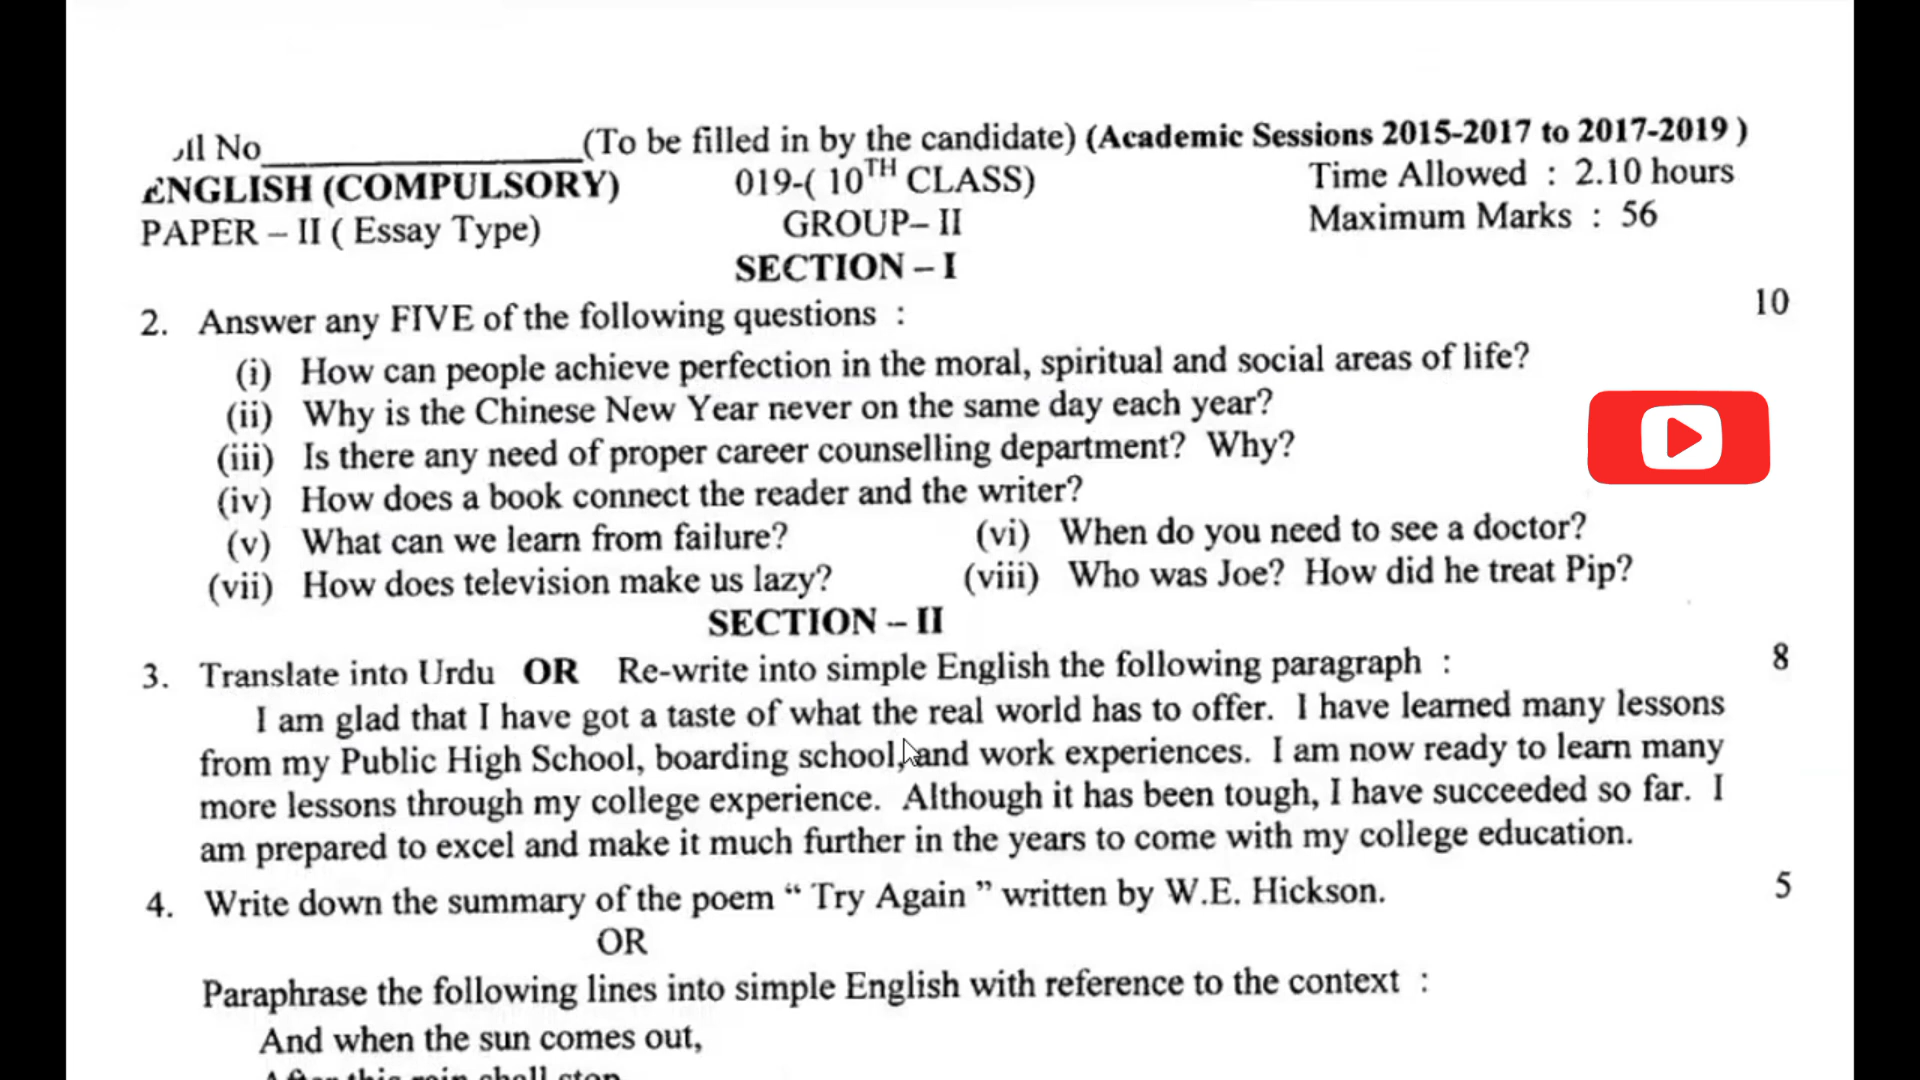 ll No____________________(To be filled in by the candidate) (Academic Sessions 2015-2017 to 2017-2019 )
ENGLISH (COMPULSORY) 019-( 10TH CLASS) Time Allowed : 2.10 hours
PAPER – II ( Essay Type) GROUP– II Maximum Marks : 56
SECTION – I
2. Answer any FIVE of the following questions : 10
(i) How can people achieve perfection in the moral, spiritual and social areas of life?
(ii) Why is the Chinese New Year never on the same day each year?
(iii) Is there any need of proper career counselling department? Why?
(iv) How does a book connect the reader and the writer?
(v) What can we learn from failure? (vi) When do you need to see a doctor?
(vii) How does television make us lazy? (viii) Who was Joe? How did he treat Pip?
SECTION – II
3. Translate into Urdu OR Re-write into simple English the following paragraph : 8
I am glad that I have got a taste of what the real world has to offer. I have learned many lessons
from my Public High School, boarding school, and work experiences. I am now ready to learn many
more lessons through my college experience. Although it has been tough, I have succeeded so far. I
am prepared to excel and make it much further in the years to come with my college education.
4. Write down the summary of the poem “ Try Again ” written by W.E. Hickson. 5
OR
Paraphrase the following lines into simple English with reference to the context :
And when the sun comes out,
After this rain shall stop